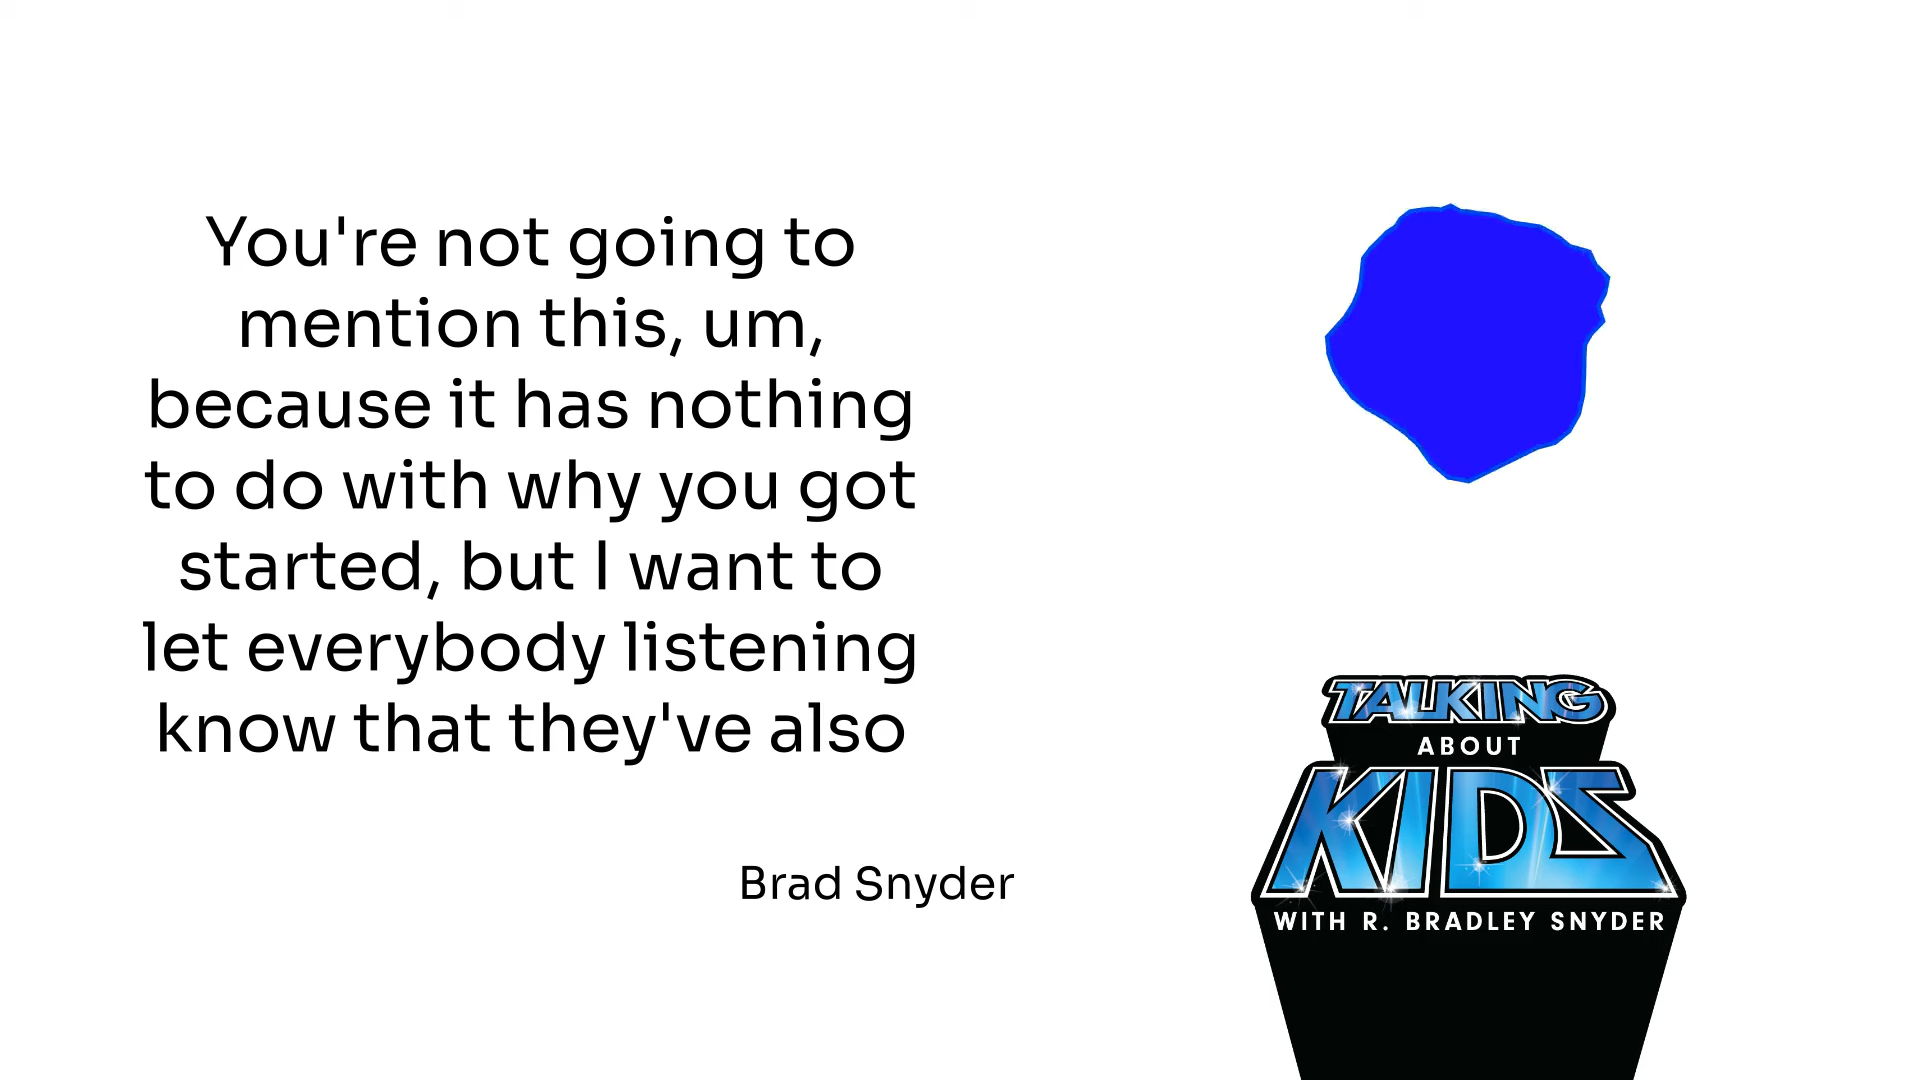 You're not going to
mention this, um,
because it has nothing
to do with why you got
started, but I want to
let everybody listening
know that they've also
Brad Snyder
TALKING
ABOUT
KIDS
WITH R. BRADLEY SNYDER